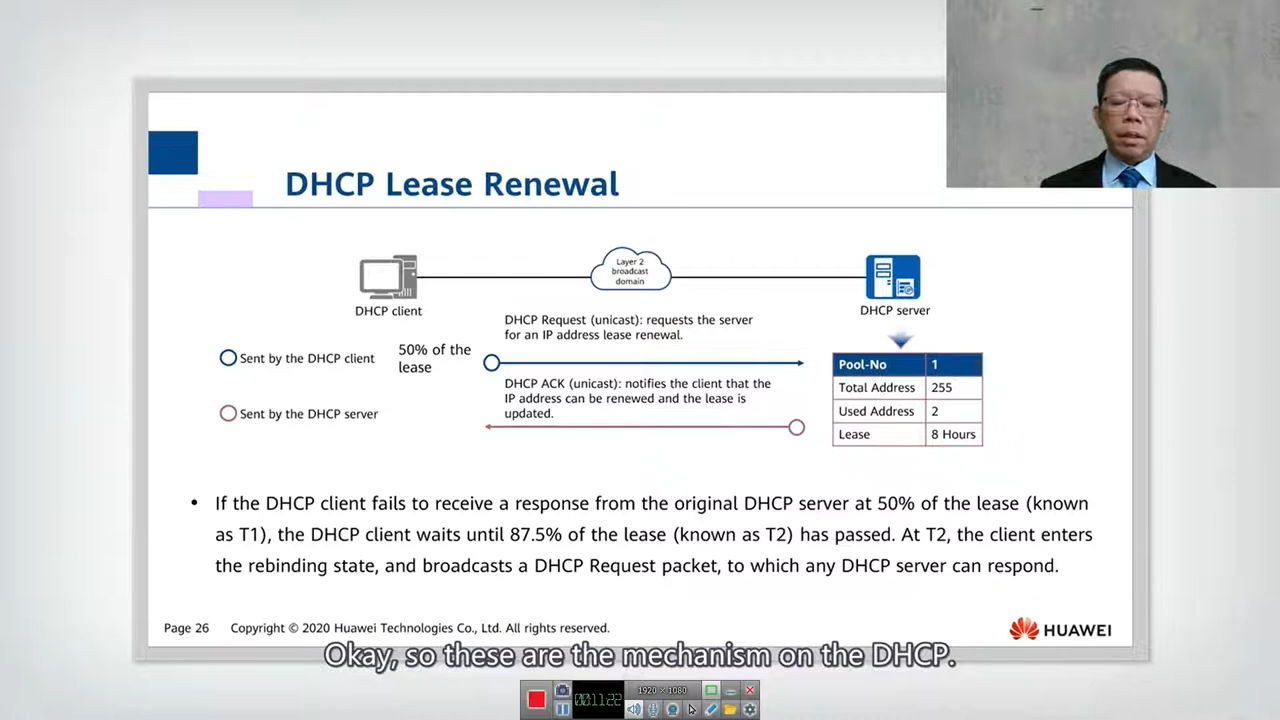 DHCP Lease Renewal
Layer 2
broadcast
domain
DHCP client
DHCP server
DHCP Request (unicast): requests the server
for an IP address lease renewal.
Sent by the DHCP client
50% of the
lease
DHCP ACK (unicast): notifies the client that the
IP address can be renewed and the lease is
updated.
Sent by the DHCP server
Pool-No 1
Total Address 255
Used Address 2
Lease 8 Hours
• If the DHCP client fails to receive a response from the original DHCP server at 50% of the lease (known
as T1), the DHCP client waits until 87.5% of the lease (known as T2) has passed. At T2, the client enters
the rebinding state, and broadcasts a DHCP Request packet, to which any DHCP server can respond.
Page 26 Copyright © 2020 Huawei Technologies Co., Ltd. All rights reserved.
HUAWEI
Okay, so these are the mechanism on the DHCP.
1920 × 1080